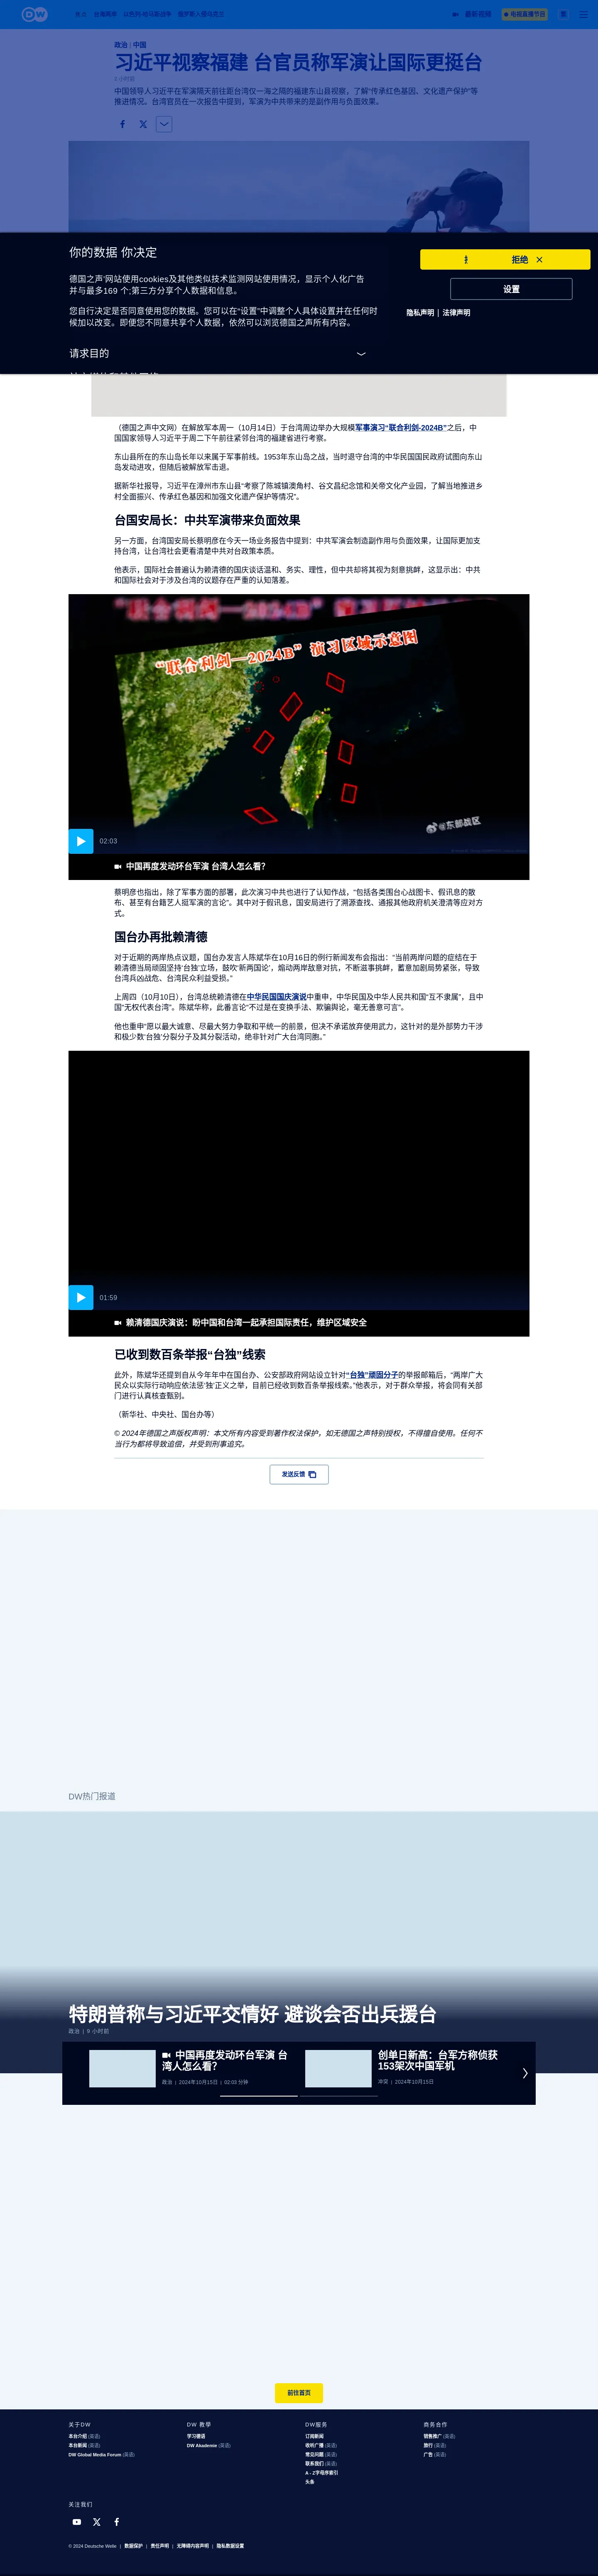 DW
最新视频
电视直播节目
政治 | 中国
习近平视察福建 台官员称军演让国际更挺台
2 小时前
中国领导人习近平在军演隔天前往距台湾仅一海之隔的福建东山县视察，了解“传承红色基因、文化遗产保护”等
推进情况。台湾官员在一次报告中提到，军演为中共带来的是副作用与负面效果。
你的数据 你决定
德国之声'网站使用cookies及其他类似技术监测网站使用情况，显示个人化广告
并与最多169 个;第三方分享个人数据和信息。
您自行决定是否同意使用您的数据。您可以在“设置”中调整个人具体设置并在任何时
候加以改变。即便您不同意共享个人数据，依然可以浏览德国之声所有内容。
请求目的
拒绝
设置
隐私声明 | 法律声明
（德国之声中文网）在解放军本周一（10月14日）于台湾周边举办大规模军事演习“联合利剑-2024B”之后，中
国国家领导人习近平于周二下午前往紧邻台湾的福建省进行考察。
东山县所在的东山岛长年以来属于军事前线。1953年东山岛之战，当时退守台湾的中华民国国民政府试图向东山
岛发动进攻，但随后被解放军击退。
据新华社报导，习近平在漳州市东山县“考察了陈城镇澳角村、谷文昌纪念馆和关帝文化产业园，了解当地推进乡
村全面振兴、传承红色基因和加强文化遗产保护等情况”。
台国安局长：中共军演带来负面效果
另一方面，台湾国安局长蔡明彦在今天一场业务报告中提到：中共军演会制造副作用与负面效果，让国际更加支
持台湾，让台湾社会更看清楚中共对台政策本质。
他表示，国际社会普遍认为赖清德的国庆谈话温和、务实、理性，但中共却将其视为刻意挑衅，这显示出：中共
和国际社会对于涉及台湾的议题存在严重的认知落差。
“联合利剑—2024B”演习区域示意图
@东部战区
02:03
中国再度发动环台军演 台湾人怎么看？
蔡明彦也指出，除了军事方面的部署，此次演习中共也进行了认知作战，“包括各类围台心战图卡、假讯息的散
布、甚至有台籍艺人挺军演的言论”。其中对于假讯息，国安局进行了溯源查找、通报其他政府机关澄清等应对方
式。
国台办再批赖清德
对于近期的两岸热点议题，国台办发言人陈斌华在10月16日的例行新闻发布会指出：“当前两岸问题的症结在于
赖清德当局顽固坚持‘台独’立场，鼓吹‘新两国论’，煽动两岸敌意对抗，不断滋事挑衅，蓄意加剧局势紧张，导致
台湾兵凶战危、台湾民众利益受损。”
上周四（10月10日），台湾总统赖清德在中华民国国庆演说中重申，中华民国及中华人民共和国“互不隶属”，且中
国“无权代表台湾”。陈斌华称，此番言论“不过是在变换手法、欺骗舆论，毫无善意可言”。
他也重申“愿以最大诚意、尽最大努力争取和平统一的前景，但决不承诺放弃使用武力，这针对的是外部势力干涉
和极少数‘台独’分裂分子及其分裂活动，绝非针对广大台湾同胞。”
01:59
赖清德国庆演说：盼中国和台湾一起承担国际责任，维护区域安全
已收到数百条举报“台独”线索
此外，陈斌华还提到自从今年年中在国台办、公安部政府网站设立针对“台独”顽固分子的举报邮箱后，“两岸广大
民众以实际行动响应依法惩‘独’正义之举，目前已经收到数百条举报线索。”他表示，对于群众举报，将会同有关部
门进行认真核查甄别。
（新华社、中央社、国台办等）
© 2024年德国之声版权声明：本文所有内容受到著作权法保护，如无德国之声特别授权，不得擅自使用。任何不
当行为都将导致追偿，并受到刑事追究。
发送反馈
DW热门报道
特朗普称与习近平交情好 避谈会否出兵援台
政治 | 9 小时前
中国再度发动环台军演 台
湾人怎么看？
政治 | 2024年10月15日 | 02:03 分钟
创单日新高：台军方称侦获
153架次中国军机
冲突 | 2024年10月15日
前往首页
关于DW
本台介绍 (英语)
本台新闻 (英语)
DW Global Media Forum (英语)
DW 教学
学习德语
DW Akademie (英语)
DW服务
订阅新闻
收听广播 (英语)
常见问题 (英语)
联系我们 (英语)
A - Z字母序索引
头条
商务合作
销售推广 (英语)
旅行 (英语)
广告 (英语)
关注我们
© 2024 Deutsche Welle | 数据保护 | 责任声明 | 无障碍内容声明 | 隐私数据设置